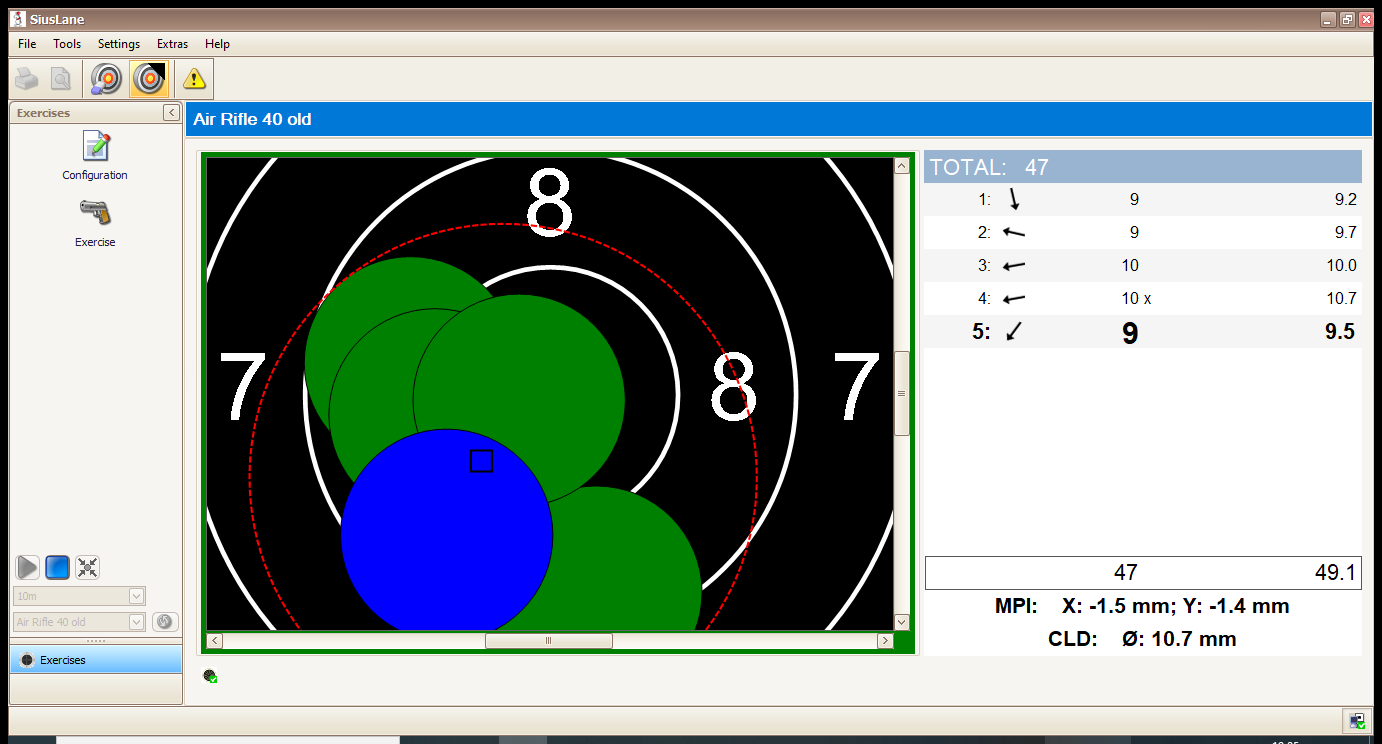 SiusLane
File Tools Settings Extras Help
Exercises
Configuration
Exercise
10m
Air Rifle 40 old
Exercises
Air Rifle 40 old
8
7 8 7
TOTAL: 47
1: 9 9.2
2: 9 9.7
3: 10 10.0
4: 10 x 10.7
5: 9 9.5
47 49.1
MPI: X: -1.5 mm; Y: -1.4 mm
CLD: Ø: 10.7 mm